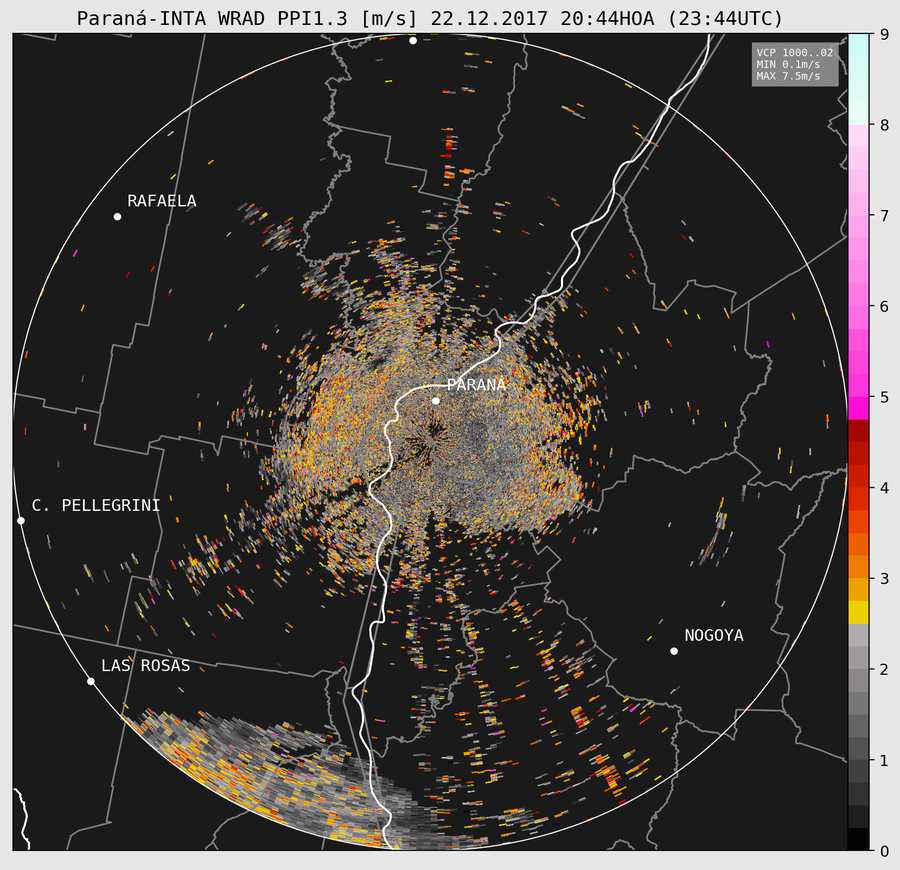 Paraná-INTA WRAD PPI1.3 [m/s] 22.12.2017 20:44HOA (23:44UTC)
VCP 1000..02
MIN 0.1m/s
MAX 7.5m/s
9
8
7
6
5
4
3
2
1
0
RAFAELA
PARANÁ
C. PELLEGRINI
NOGOYA
LAS ROSAS